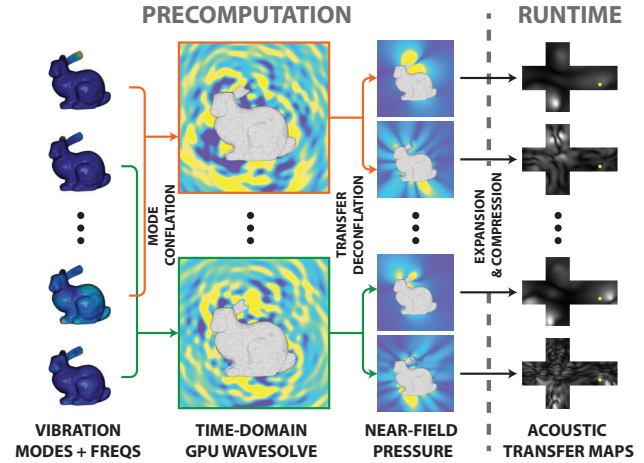 PRECOMPUTATION
RUNTIME
MODE
CONFLATION
TRANSFER
DECONFLATION
EXPANSION
& COMPRESSION
VIBRATION
MODES + FREQS
TIME-DOMAIN
GPU WAVESOLVE
NEAR-FIELD
PRESSURE
ACOUSTIC
TRANSFER MAPS